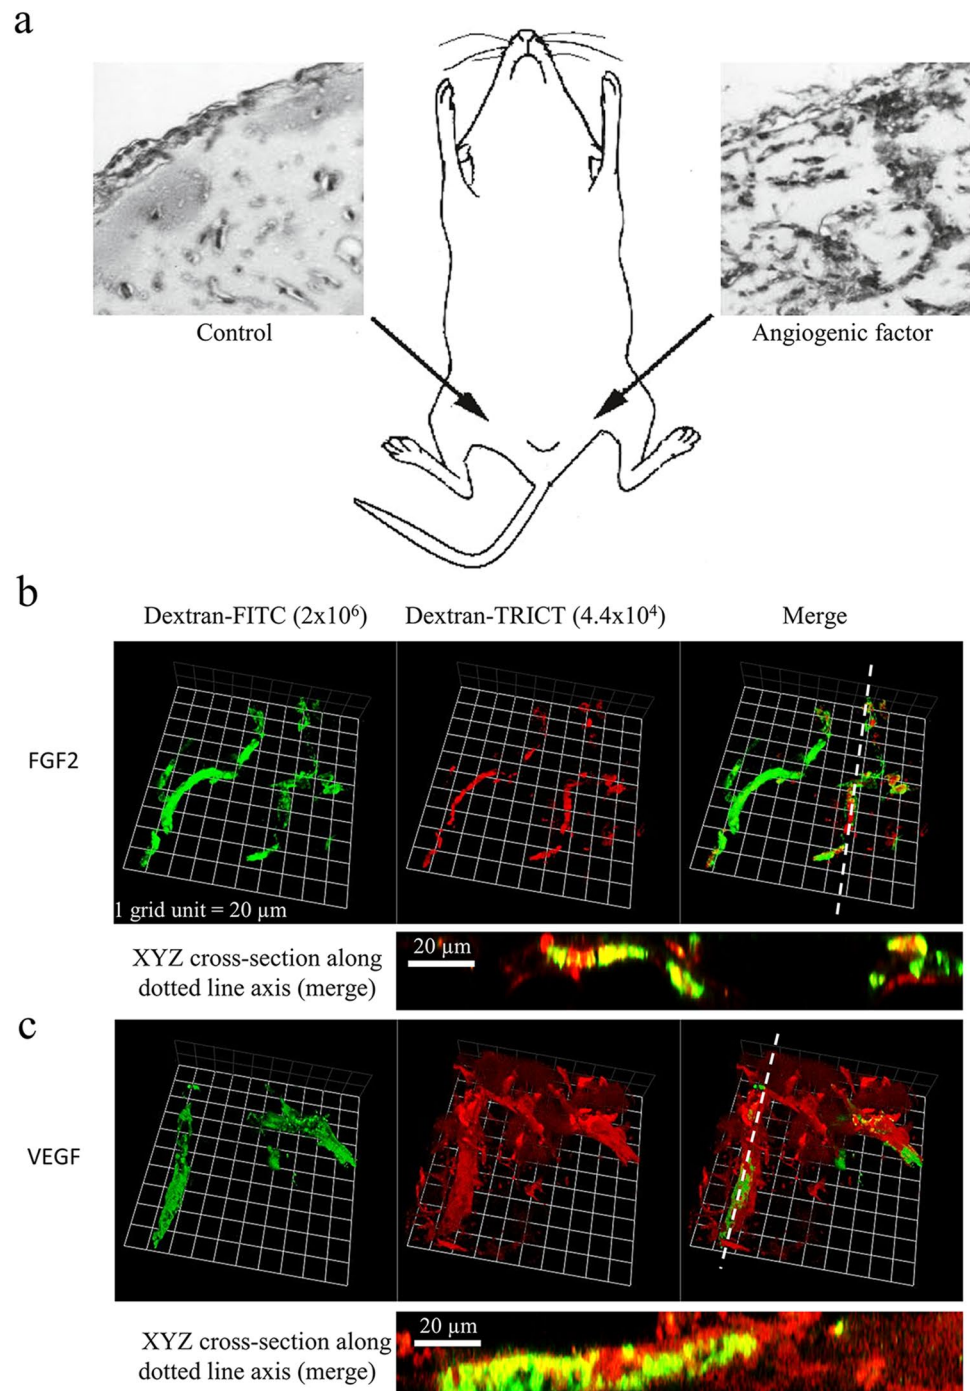 a
Control
Angiogenic factor
b
Dextran-FITC (2x10⁶)
Dextran-TRICT (4.4x10⁴)
Merge
FGF2
1 grid unit = 20 µm
XYZ cross-section along
dotted line axis (merge)
20 µm
c
VEGF
XYZ cross-section along
dotted line axis (merge)
20 µm